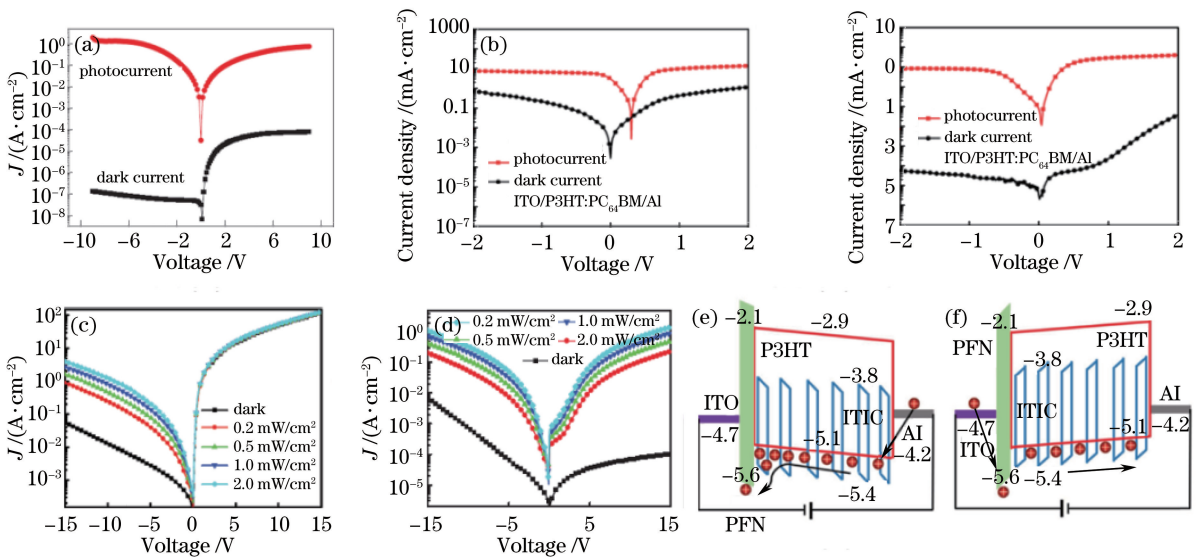 (a)
10⁰
10⁻¹
10⁻²
10⁻³
10⁻⁴
10⁻⁵
10⁻⁶
10⁻⁷
10⁻⁸
J /(A·cm⁻²)
photocurrent
dark current
−10 −6 −2 2 6 10
Voltage /V
(b)
1000
10
0.1
10⁻³
10⁻⁵
10⁻⁷
Current density /(mA·cm⁻²)
photocurrent
dark current
ITO/P3HT:PC₆₄BM/Al
−2 −1 0 1 2
Voltage /V
10
0
1
3
4
5
7
Current density /(mA·cm⁻²)
photocurrent
dark current
ITO/P3HT:PC₆₄BM/Al
−2 −1 0 1 2
Voltage /V
(c)
10²
10¹
10⁰
10⁻¹
10⁻²
10⁻³
J /(A·cm⁻²)
dark
0.2 mW/cm²
0.5 mW/cm²
1.0 mW/cm²
2.0 mW/cm²
−15 −10 −5 0 5 10 15
Voltage /V
(d)
10⁰
10⁻¹
10⁻²
10⁻³
10⁻⁴
10⁻⁵
J /(A·cm⁻²)
0.2 mW/cm² 1.0 mW/cm²
0.5 mW/cm² 2.0 mW/cm²
dark
−15 −5 5 15
Voltage /V
(e)
−2.1
−2.9
P3HT
−3.8
ITO
ITIC
−4.7
AI
−4.2
−5.1
−5.6
−5.4
PFN
(f)
−2.1
−2.9
PFN
P3HT
−3.8
AI
ITIC
−4.7
−4.2
ITO
−5.1
−5.6 −5.4